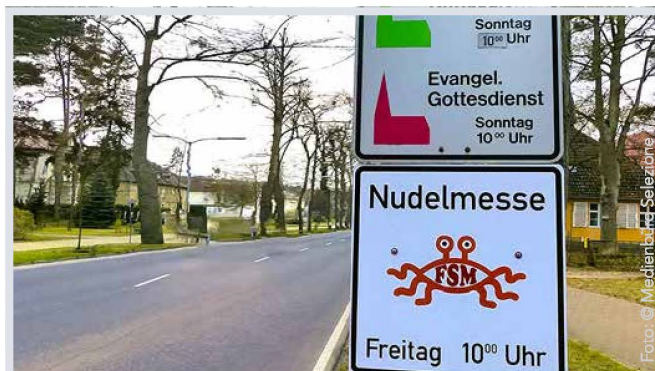 Sonntag
10⁰⁰ Uhr
Evangel.
Gottesdienst
Sonntag
10⁰⁰ Uhr
Nudelmesse
FSM
Freitag 10⁰⁰ Uhr
Foto: © Medienbüro Selezione